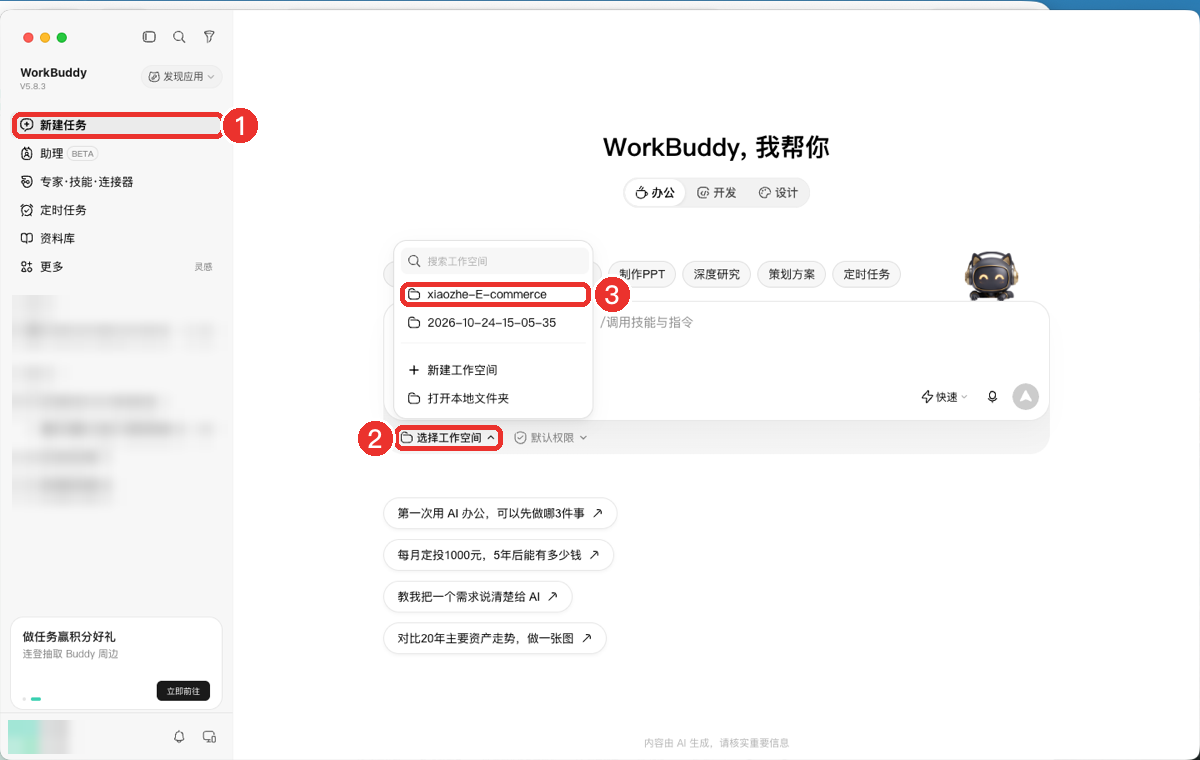 WorkBuddy
V5.8.3
发现应用
新建任务
1
助理 BETA
专家·技能·连接器
定时任务
资料库
更多
灵感
做任务赢积分好礼
连登抽取 Buddy 周边
立即前往
WorkBuddy, 我帮你
办公 开发 设计
制作PPT 深度研究 策划方案 定时任务
搜索工作空间
xiaozhe-E-commerce
3
2026-10-24-15-05-35
新建工作空间
打开本地文件夹
/调用技能与指令
快速
2
选择工作空间
默认权限
第一次用 AI 办公，可以先做哪3件事
每月定投1000元，5年后能有多少钱
教我把一个需求说清楚给 AI
对比20年主要资产走势，做一张图
内容由 AI 生成，请核实重要信息